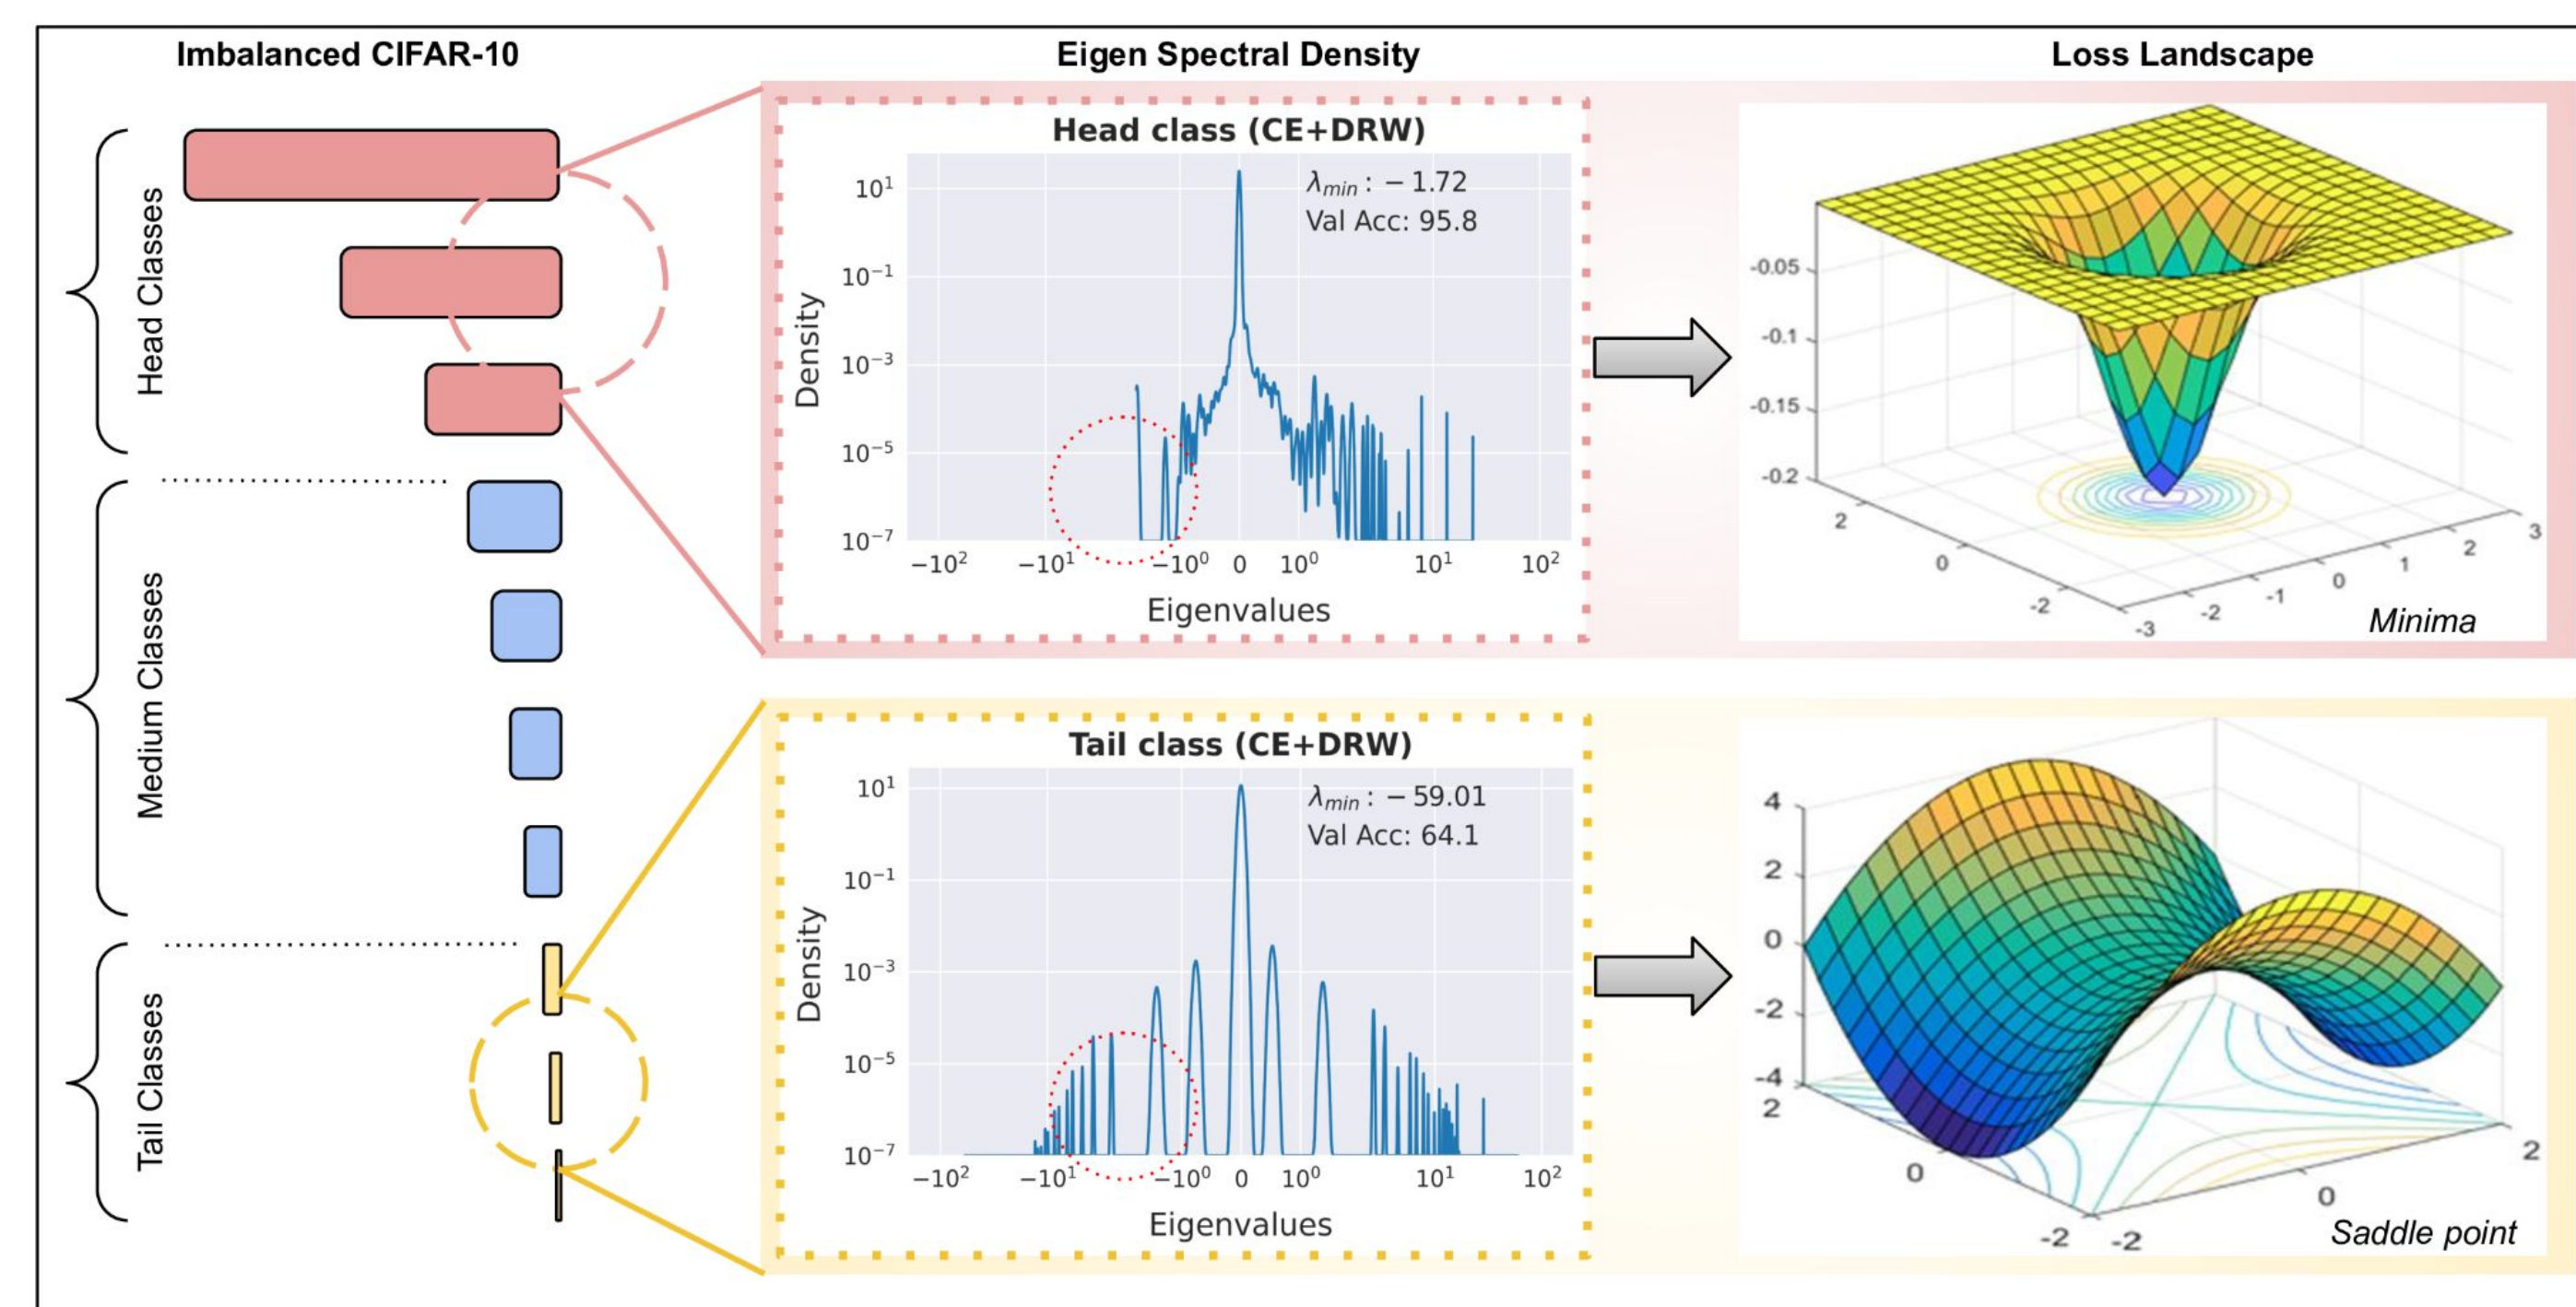 Imbalanced CIFAR-10
Eigen Spectral Density
Loss Landscape
Head Classes
Medium Classes
Tail Classes
Head class (CE+DRW)
λmin : − 1.72
Val Acc: 95.8
Density
10¹
10⁻¹
10⁻³
10⁻⁵
10⁻⁷
−10² −10¹ −10⁰ 0 10⁰ 10¹ 10²
Eigenvalues
-0.05
-0.1
-0.15
-0.2
2 0 -2
-3 -2 -1 0 1 2 3
Minima
Tail class (CE+DRW)
λmin : − 59.01
Val Acc: 64.1
Density
10¹
10⁻¹
10⁻³
10⁻⁵
10⁻⁷
−10² −10¹ −10⁰ 0 10⁰ 10¹ 10²
Eigenvalues
4
2
0
-2
-4
2 0 -2
-2 0 2
Saddle point